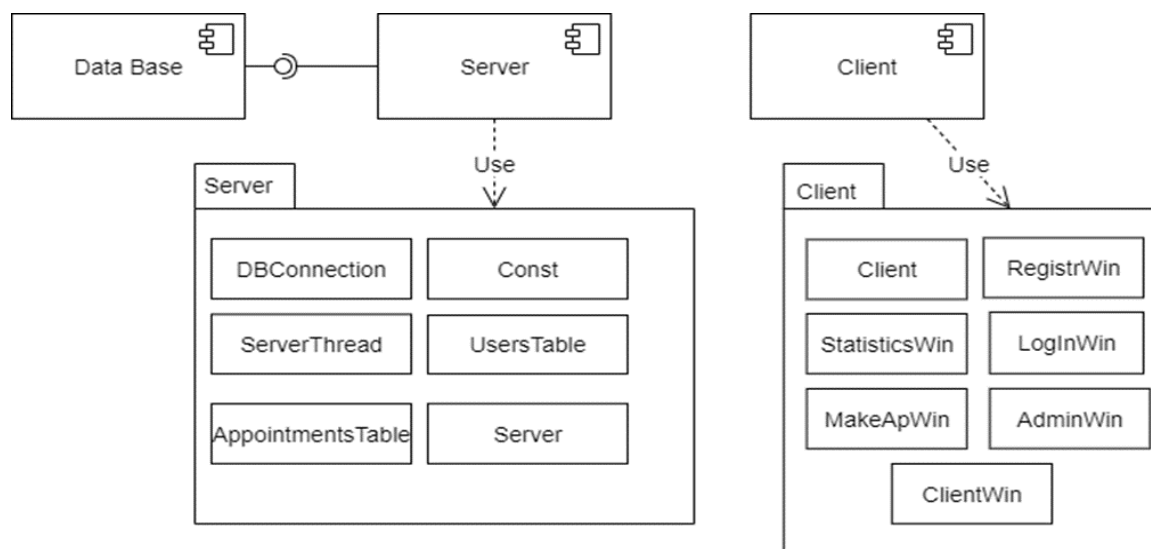 Data Base
Server
Client
Use
Use
Server
Client
DBConnection
Const
Client
RegistrWin
ServerThread
UsersTable
StatisticsWin
LogInWin
AppointmentsTable
Server
MakeApWin
AdminWin
ClientWin